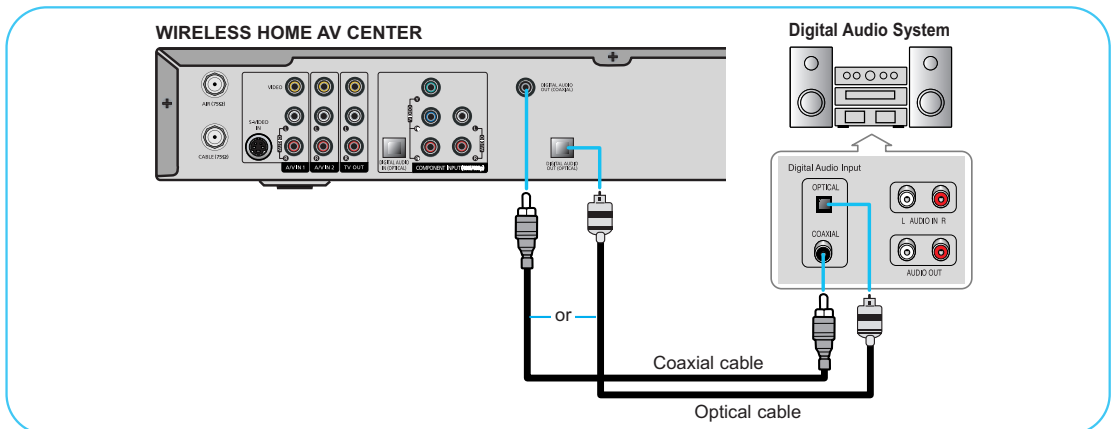 WIRELESS HOME AV CENTER
Digital Audio System
AIR (75Ω)
CABLE (75Ω)
VIDEO
S-VIDEO
IN
L
R
A/V IN 1
L
R
A/V IN 2
L
R
TV OUT
DIGITAL AUDIO
IN (OPTICAL)
L
R
COMPONENT INPUT
DIGITAL AUDIO
OUT (COAXIAL)
DIGITAL AUDIO
OUT (OPTICAL)
Digital Audio Input
OPTICAL
COAXIAL
L AUDIO IN R
AUDIO OUT
or
Coaxial cable
Optical cable